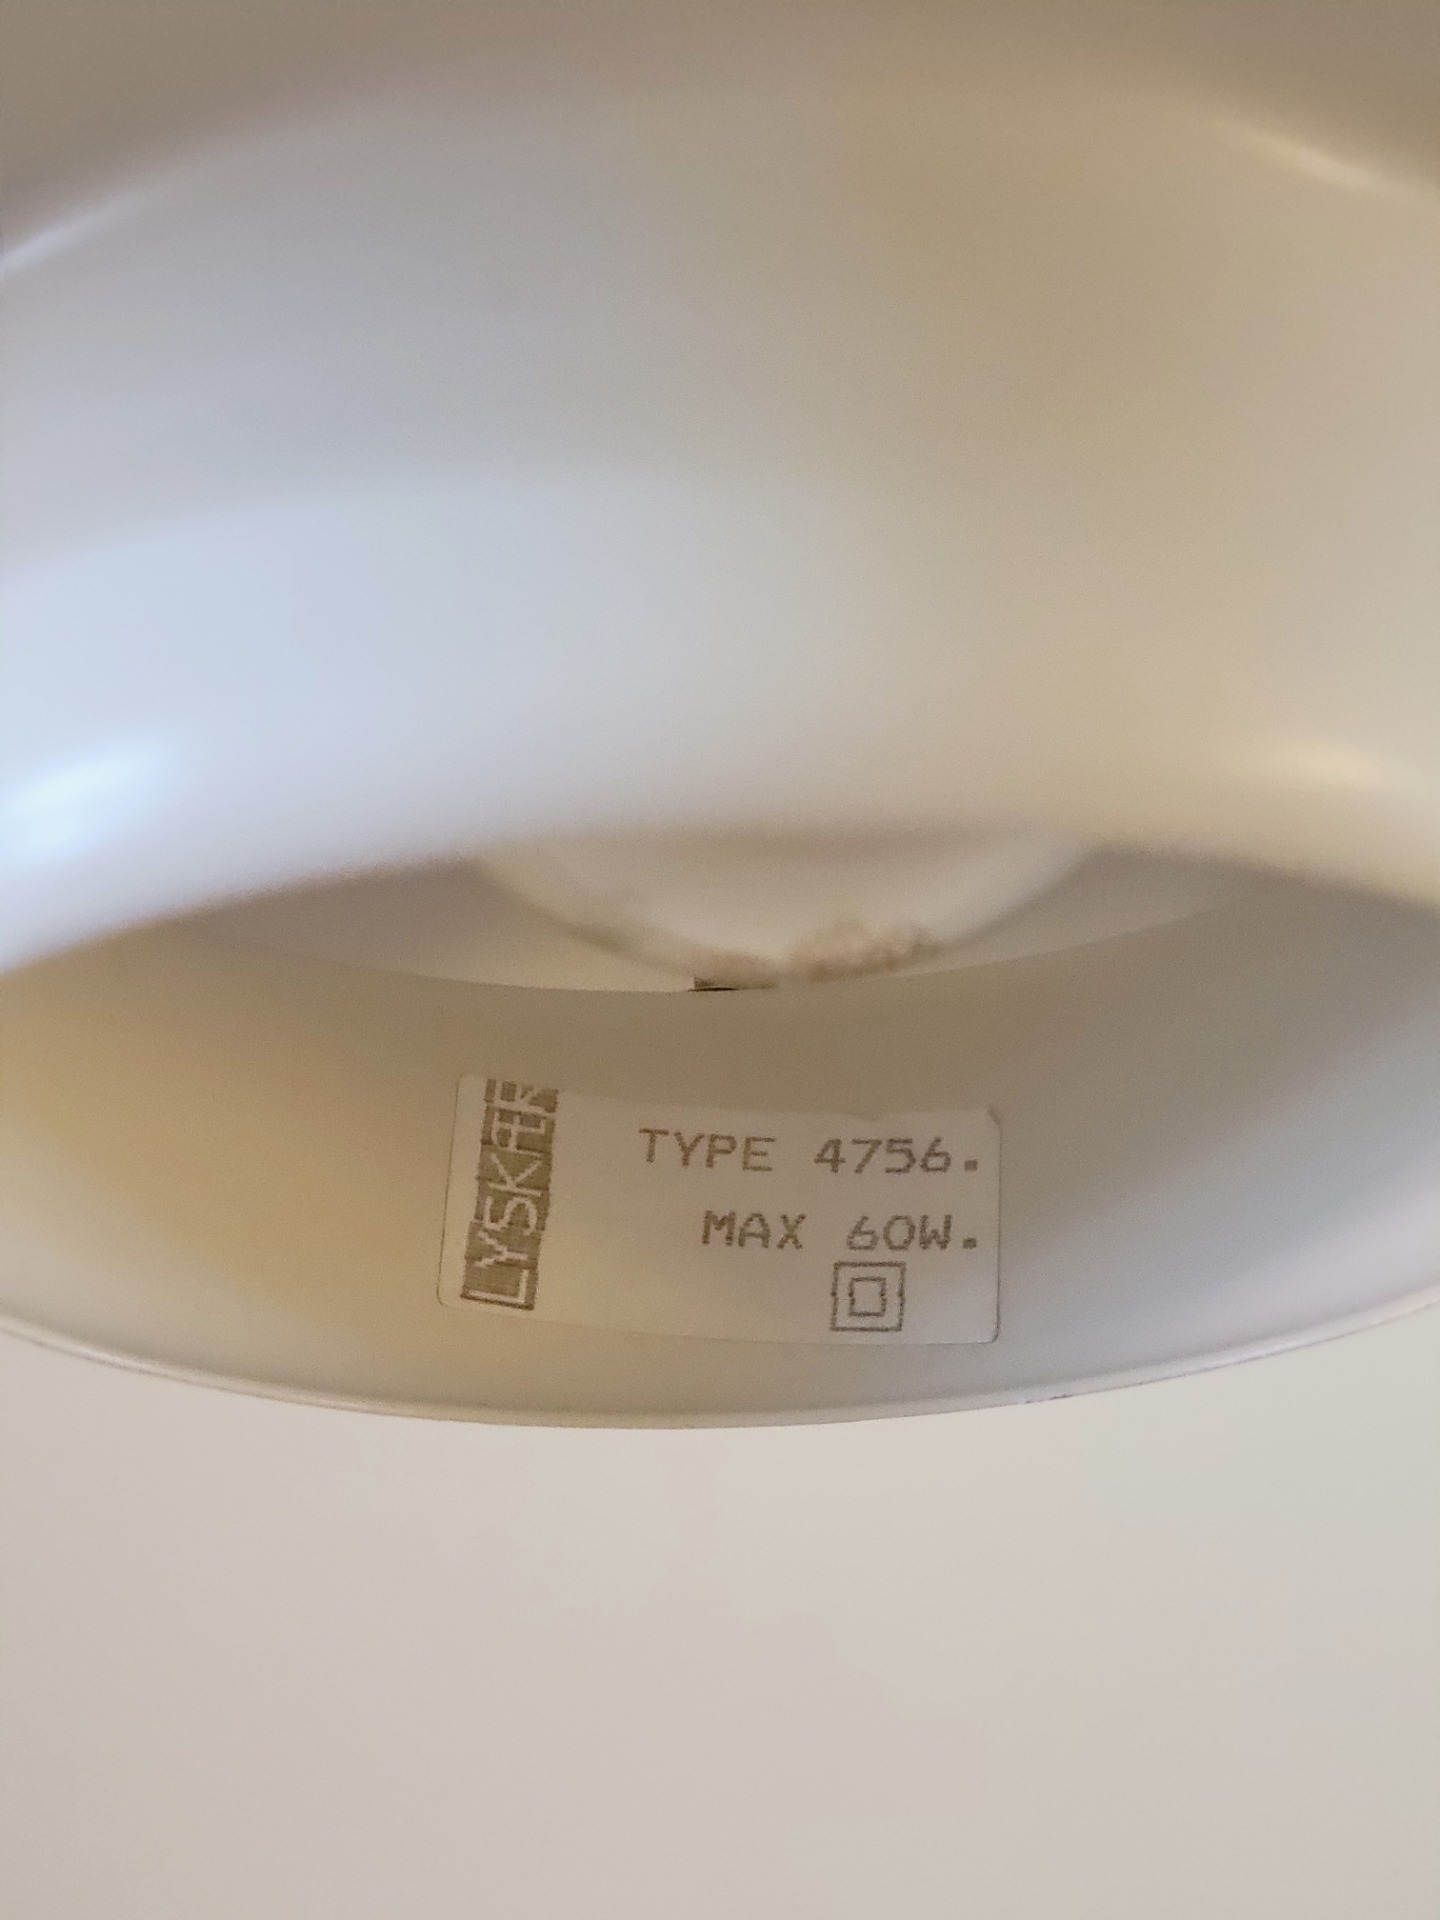 LYSKÆR
TYPE 4756.
MAX 60W.